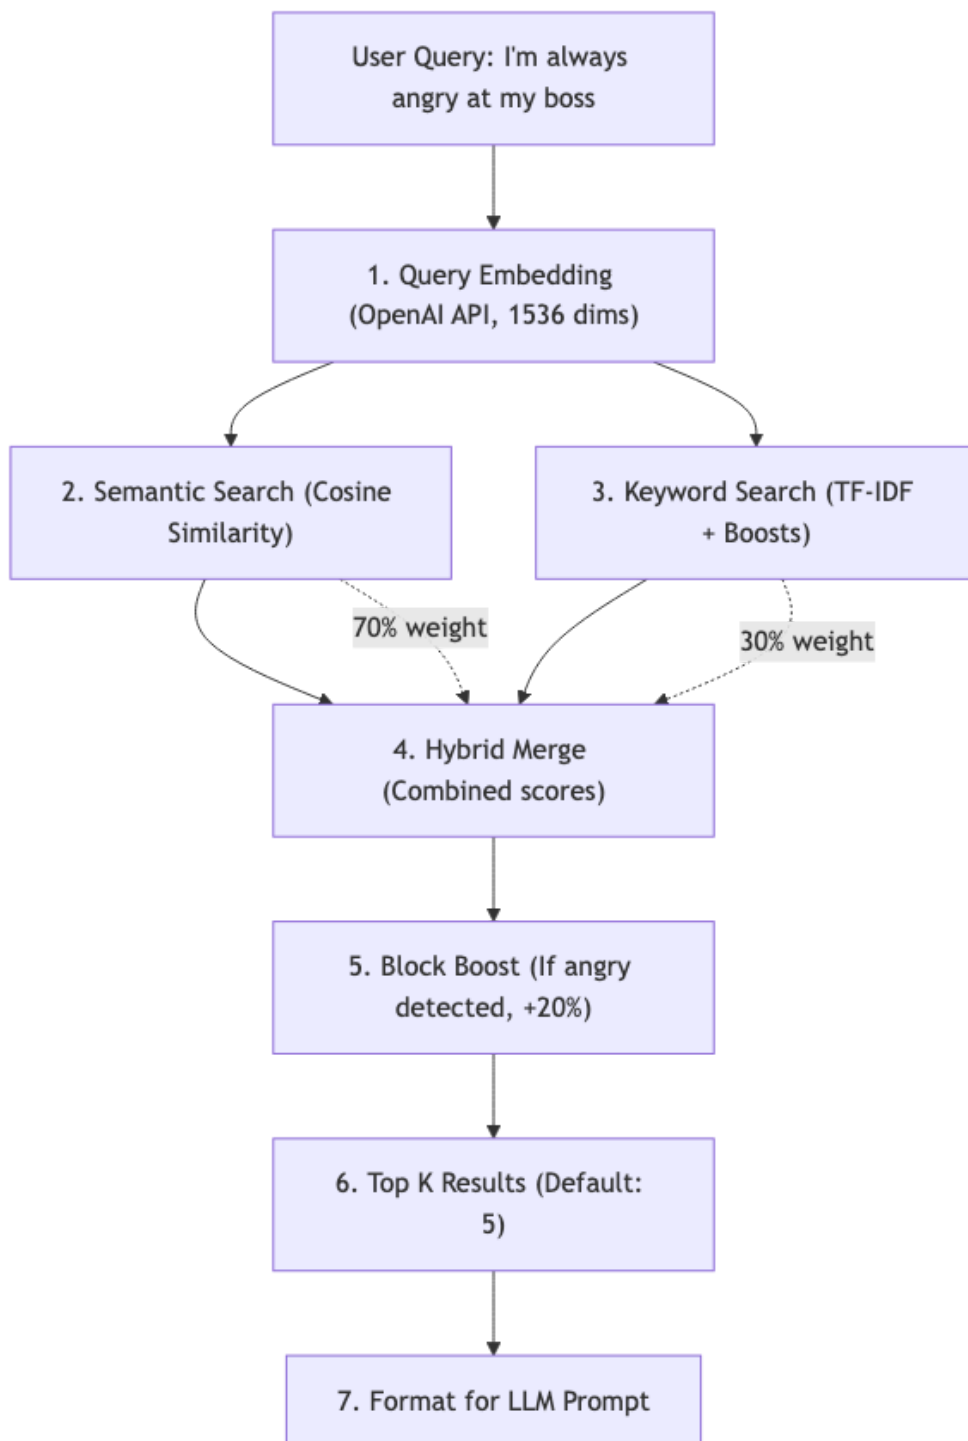 User Query: I'm always
angry at my boss
1. Query Embedding
(OpenAI API, 1536 dims)
2. Semantic Search (Cosine
Similarity)
3. Keyword Search (TF-IDF
+ Boosts)
70% weight
30% weight
4. Hybrid Merge
(Combined scores)
5. Block Boost (If angry
detected, +20%)
6. Top K Results (Default:
5)
7. Format for LLM Prompt